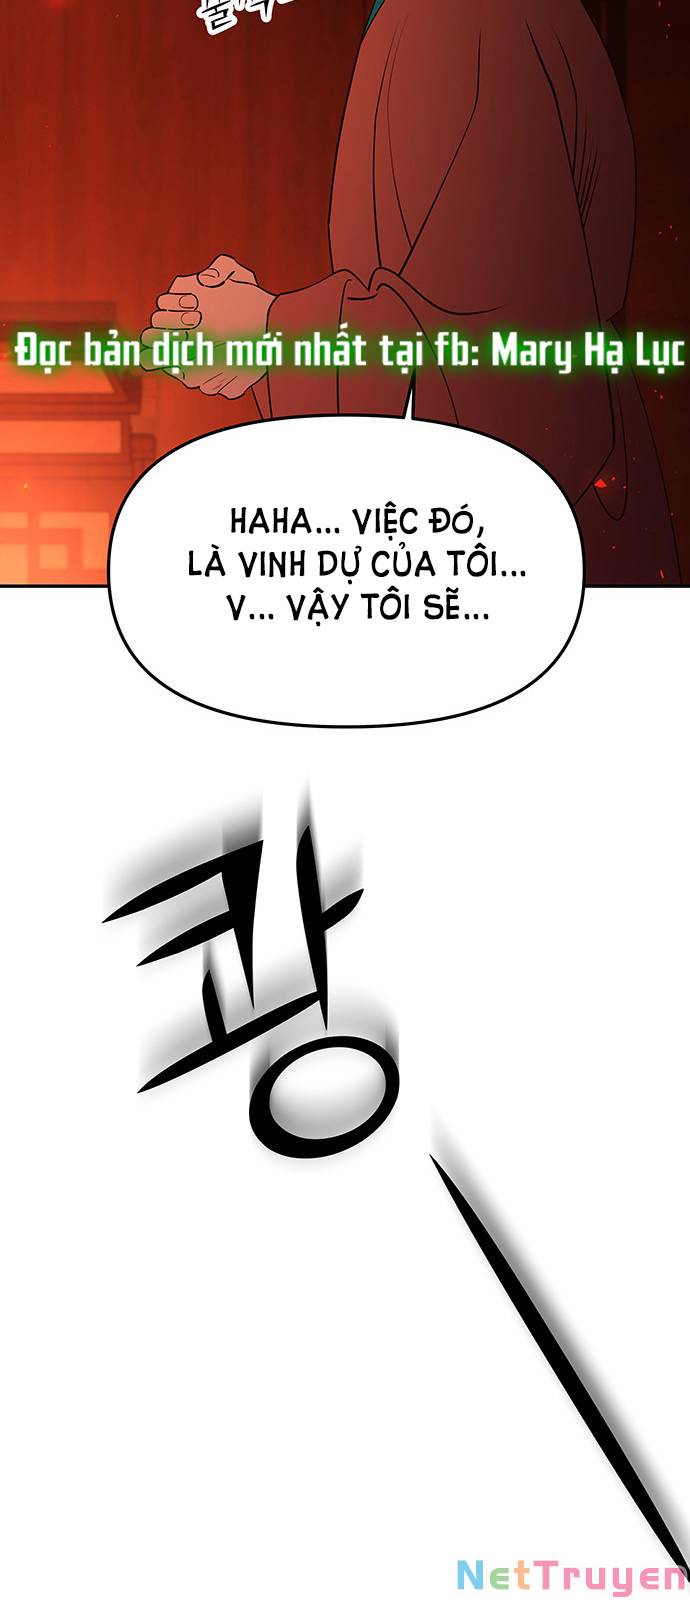 Đọc bản dịch mới nhất tại fb: Mary Hạ Lục
HAHA... VIỆC ĐÓ,
LÀ VINH DỰ CỦA TÔI...
V... VẬY TÔI SẼ...
쾅
NetTruyen